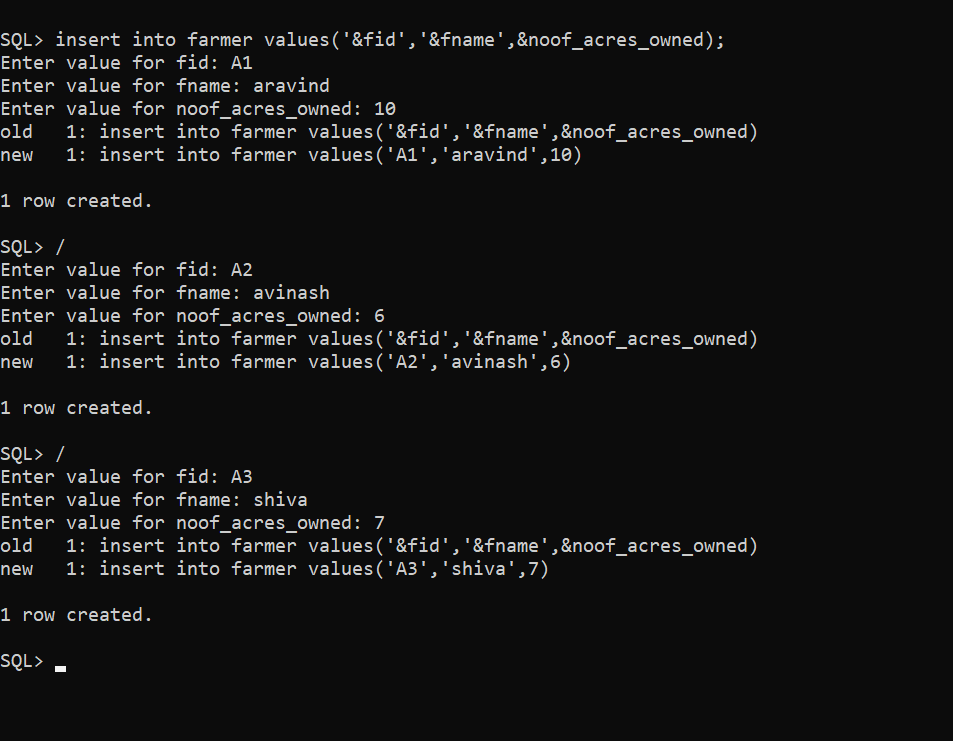 SQL> insert into farmer values('&fid','&fname',&noof_acres_owned);
Enter value for fid: A1
Enter value for fname: aravind
Enter value for noof_acres_owned: 10
old   1: insert into farmer values('&fid','&fname',&noof_acres_owned)
new   1: insert into farmer values('A1','aravind',10)
1 row created.
SQL> /
Enter value for fid: A2
Enter value for fname: avinash
Enter value for noof_acres_owned: 6
old   1: insert into farmer values('&fid','&fname',&noof_acres_owned)
new   1: insert into farmer values('A2','avinash',6)
1 row created.
SQL> /
Enter value for fid: A3
Enter value for fname: shiva
Enter value for noof_acres_owned: 7
old   1: insert into farmer values('&fid','&fname',&noof_acres_owned)
new   1: insert into farmer values('A3','shiva',7)
1 row created.
SQL>